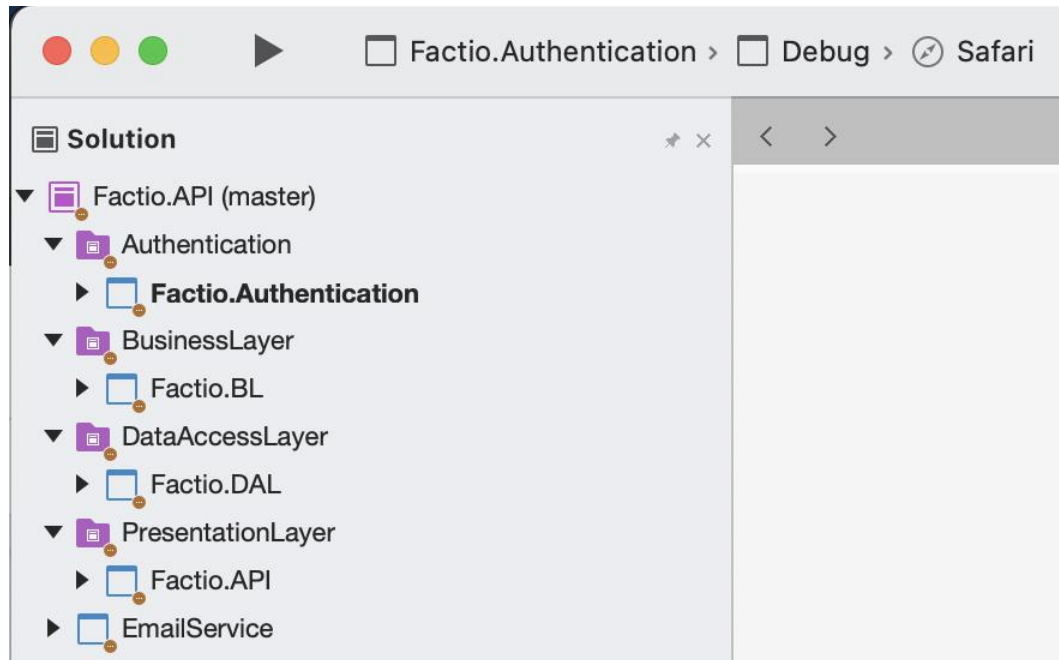 Factio.Authentication › Debug › Safari
Solution
Factio.API (master)
Authentication
Factio.Authentication
BusinessLayer
Factio.BL
DataAccessLayer
Factio.DAL
PresentationLayer
Factio.API
EmailService